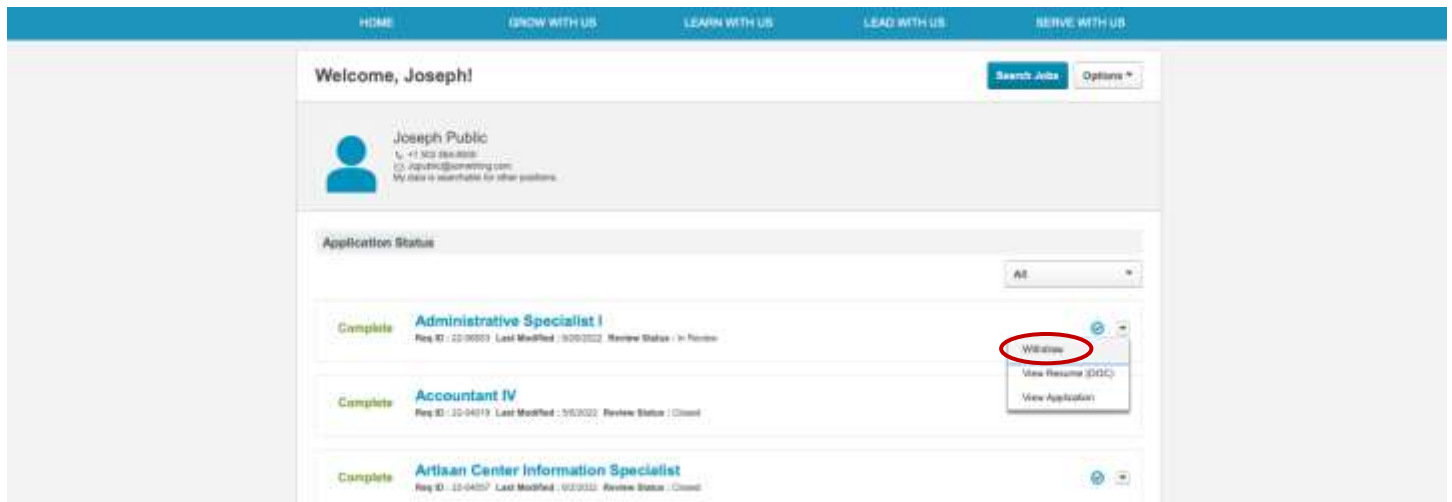 HOME GROW WITH US LEARN WITH US LEAD WITH US SERVE WITH US
Welcome, Joseph!
Search Jobs Options
Joseph Public
My data is searchable for other positions.
Application Status
All
Complete Administrative Specialist I
Req ID : Last Modified : Review Status : In Review
Withdraw
View Resume (DOC)
Complete Accountant IV
View Application
Req ID : Last Modified : Review Status : Closed
Complete Artisan Center Information Specialist
Req ID : Last Modified : Review Status : Closed